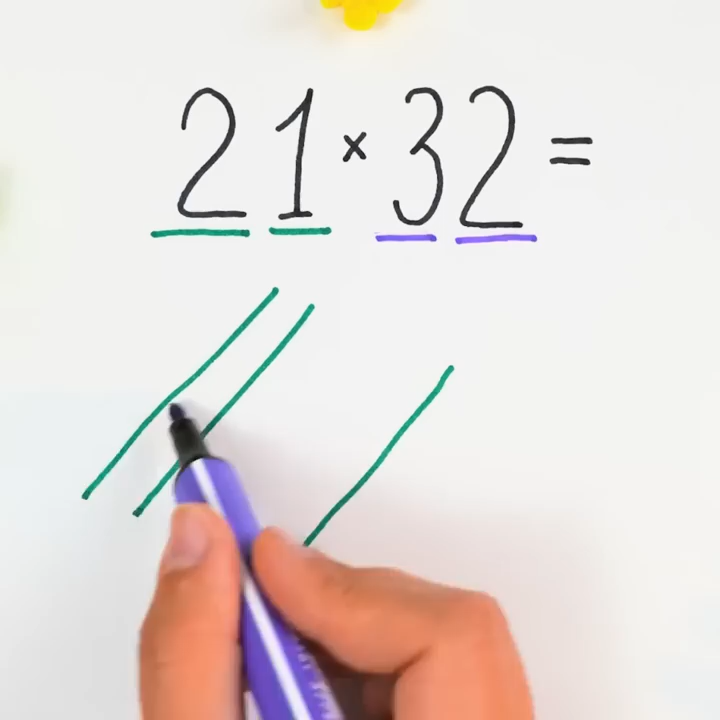 21 × 32 =